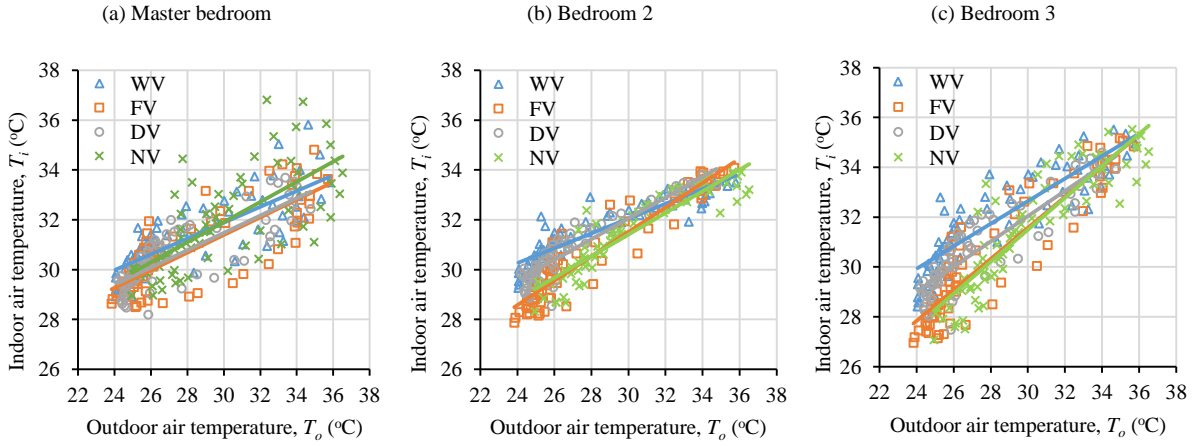 (a) Master bedroom
(b) Bedroom 2
(c) Bedroom 3
38
36
34
32
30
28
26
22 24 26 28 30 32 34 36 38
WV
FV
DV
NV
Indoor air temperature, Ti (oC)
Outdoor air temperature, To (oC)
38
36
34
32
30
28
26
22 24 26 28 30 32 34 36 38
WV
FV
DV
NV
Indoor air temperature, Ti (oC)
Outdoor air temperature, To (oC)
38
36
34
32
30
28
26
22 24 26 28 30 32 34 36 38
WV
FV
DV
NV
Indoor air temperature, Ti (oC)
Outdoor air temperature, To (oC)